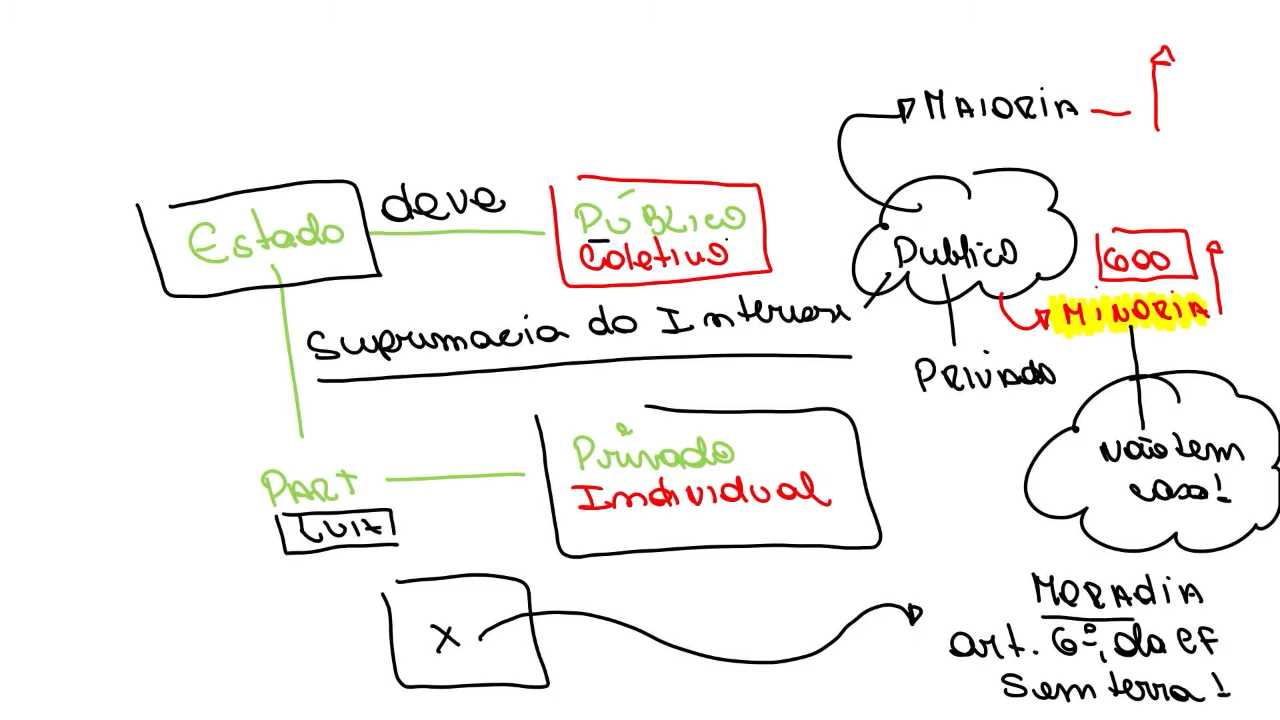 MAIORIA
Estado
deve
Público
Coletivo
Publico
600
MINORIA
Supremacia do Interesse
PRIVADO
Privado
Individual
não tem
casa!
PART
LUIZ
X
MORADIA
art. 6º, da CF
Sem terra!